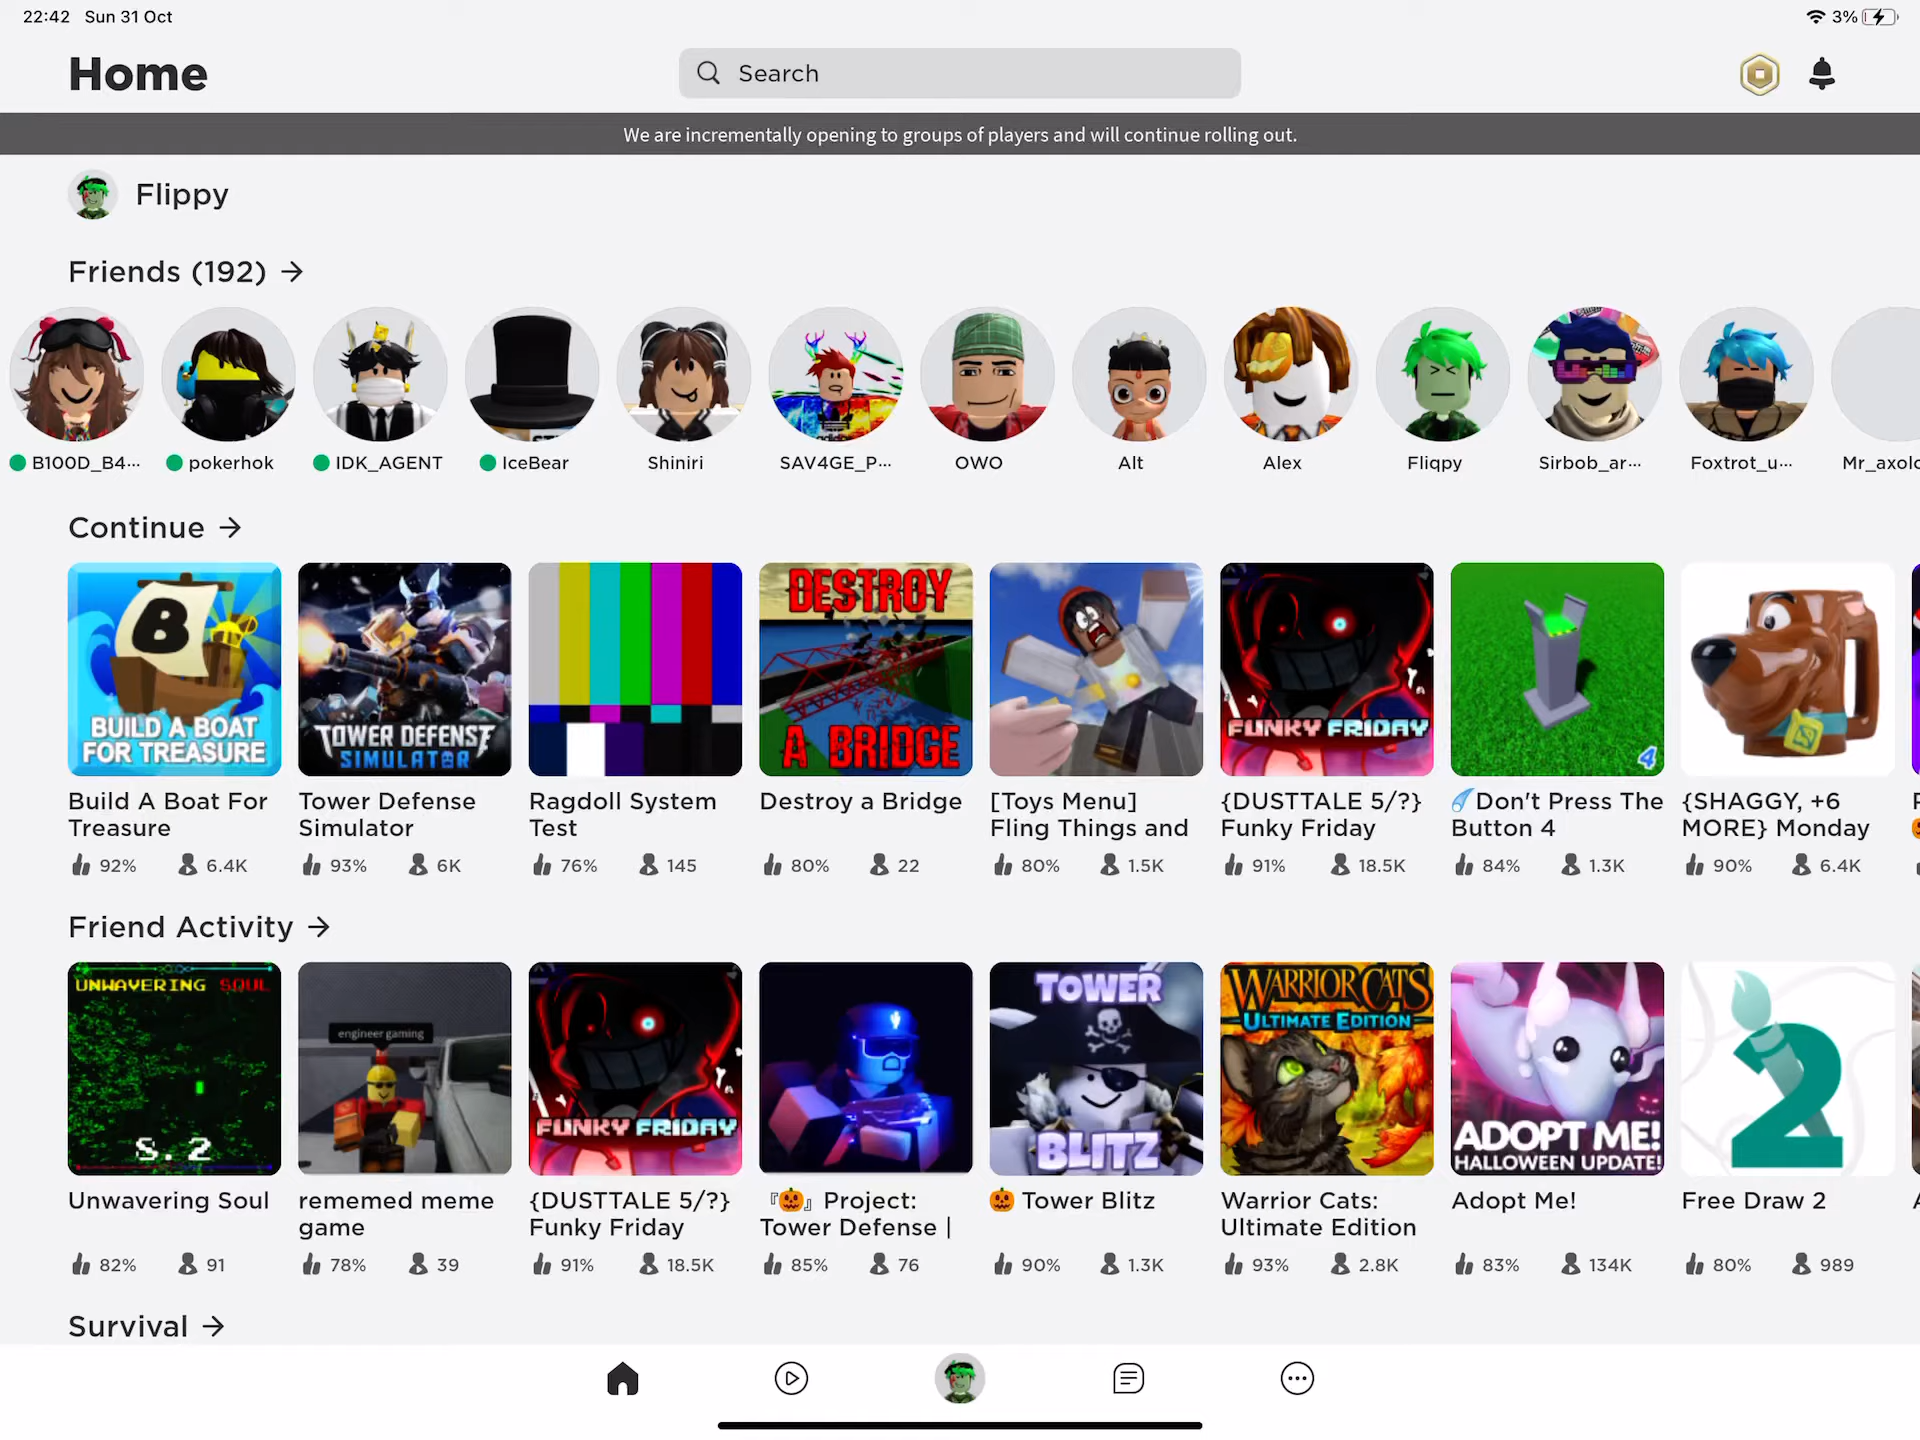 22:42 Sun 31 Oct
3%
Home
Search
We are incrementally opening to groups of players and will continue rolling out.
Flippy
Friends (192) →
B100D_B4...
pokerhok
IDK_AGENT
IceBear
Shiniri
SAV4GE_P...
OWO
Alt
Alex
Fliqpy
Sirbob_ar...
Foxtrot_u...
Mr_axolo
Continue →
B
BUILD A BOAT
FOR TREASURE
TOWER DEFENSE
SIMULATOR
DESTROY
A BRIDGE
FUNKY FRIDAY
4
Build A Boat For
Treasure
92% 6.4K
Tower Defense
Simulator
93% 6K
Ragdoll System
Test
76% 145
Destroy a Bridge
80% 22
[Toys Menu]
Fling Things and
80% 1.5K
{DUSTTALE 5/?}
Funky Friday
91% 18.5K
☄️Don't Press The
Button 4
84% 1.3K
{SHAGGY, +6
MORE} Monday
90% 6.4K
Friend Activity →
UNWAVERING SOUL
S. 2
engineer gaming
FUNKY FRIDAY
TOWER
BLITZ
WARRIOR CATS
ULTIMATE EDITION
ADOPT ME!
HALLOWEEN UPDATE!
2
Unwavering Soul
82% 91
rememed meme
game
78% 39
{DUSTTALE 5/?}
Funky Friday
91% 18.5K
『🎃』 Project:
Tower Defense |
85% 76
🎃 Tower Blitz
90% 1.3K
Warrior Cats:
Ultimate Edition
93% 2.8K
Adopt Me!
83% 134K
Free Draw 2
80% 989
Survival →